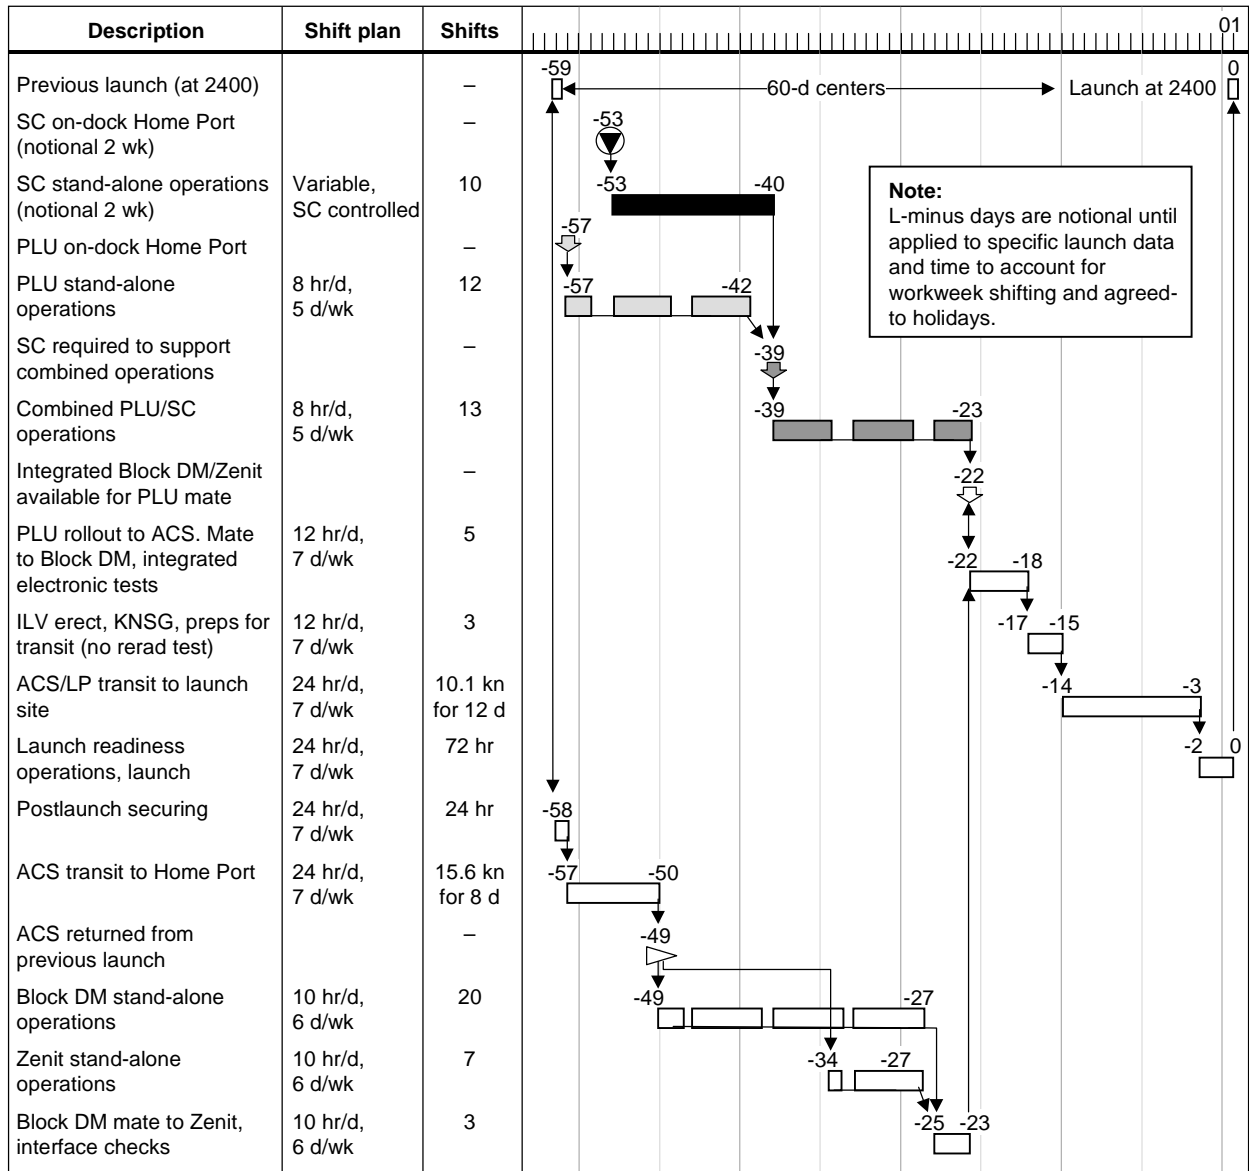 Description Shift plan Shifts 01
-59 0
Previous launch (at 2400) – 60-d centers Launch at 2400
SC on-dock Home Port – -53
(notional 2 wk)
SC stand-alone operations Variable, 10 -53 -40
(notional 2 wk) SC controlled
Note:
L-minus days are notional until
applied to specific launch data
and time to account for
workweek shifting and agreed-
to holidays.
-57
PLU on-dock Home Port –
PLU stand-alone 8 hr/d, 12 -57 -42
operations 5 d/wk
SC required to support – -39
combined operations
Combined PLU/SC 8 hr/d, 13 -39 -23
operations 5 d/wk
Integrated Block DM/Zenit – -22
available for PLU mate
PLU rollout to ACS. Mate 12 hr/d, 5
to Block DM, integrated 7 d/wk -22 -18
electronic tests
ILV erect, KNSG, preps for 12 hr/d, 3 -17 -15
transit (no rerad test) 7 d/wk
ACS/LP transit to launch 24 hr/d, 10.1 kn -14 -3
site 7 d/wk for 12 d
Launch readiness 24 hr/d, 72 hr -2 0
operations, launch 7 d/wk
Postlaunch securing 24 hr/d, 24 hr -58
7 d/wk
ACS transit to Home Port 24 hr/d, 15.6 kn -57 -50
7 d/wk for 8 d
ACS returned from – -49
previous launch
Block DM stand-alone 10 hr/d, 20 -49 -27
operations 6 d/wk
Zenit stand-alone 10 hr/d, 7 -34 -27
operations 6 d/wk
Block DM mate to Zenit, 10 hr/d, 3 -25 -23
interface checks 6 d/wk